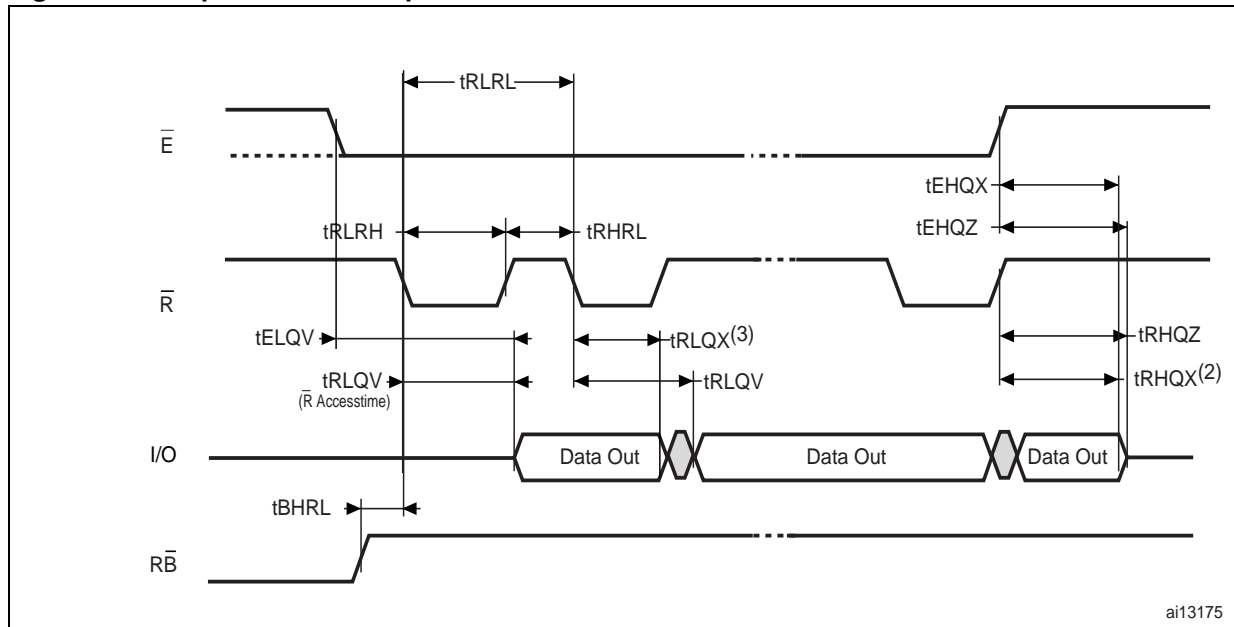 tRLRL
E̅
tEHQX
tEHQZ
tRLRH
tRHRL
R̅
tELQV
tRLQX(3)
tRHQZ
tRLQV
(R̅ Accesstime)
tRLQV
tRHQX(2)
I/O
Data Out
Data Out
Data Out
tBHRL
RB̅
ai13175